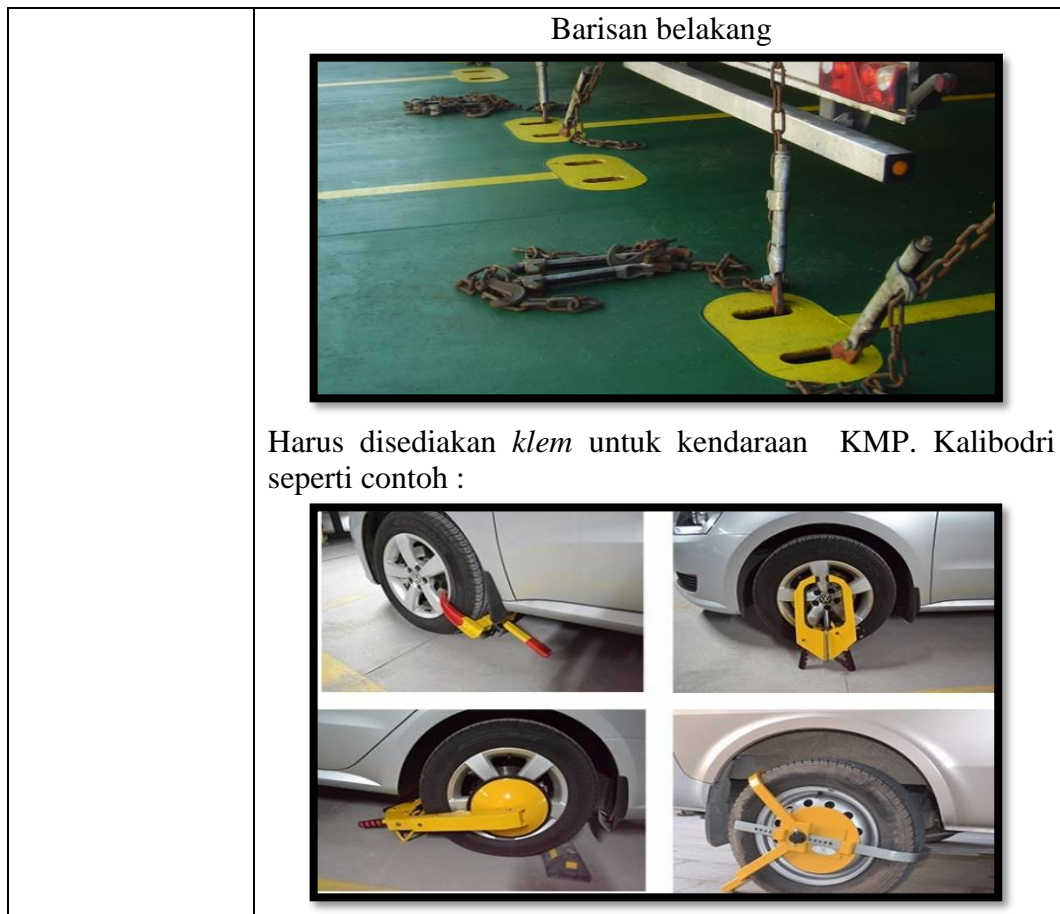 Barisan belakang
Harus disediakan klem untuk kendaraan KMP. Kalibodri
seperti contoh :